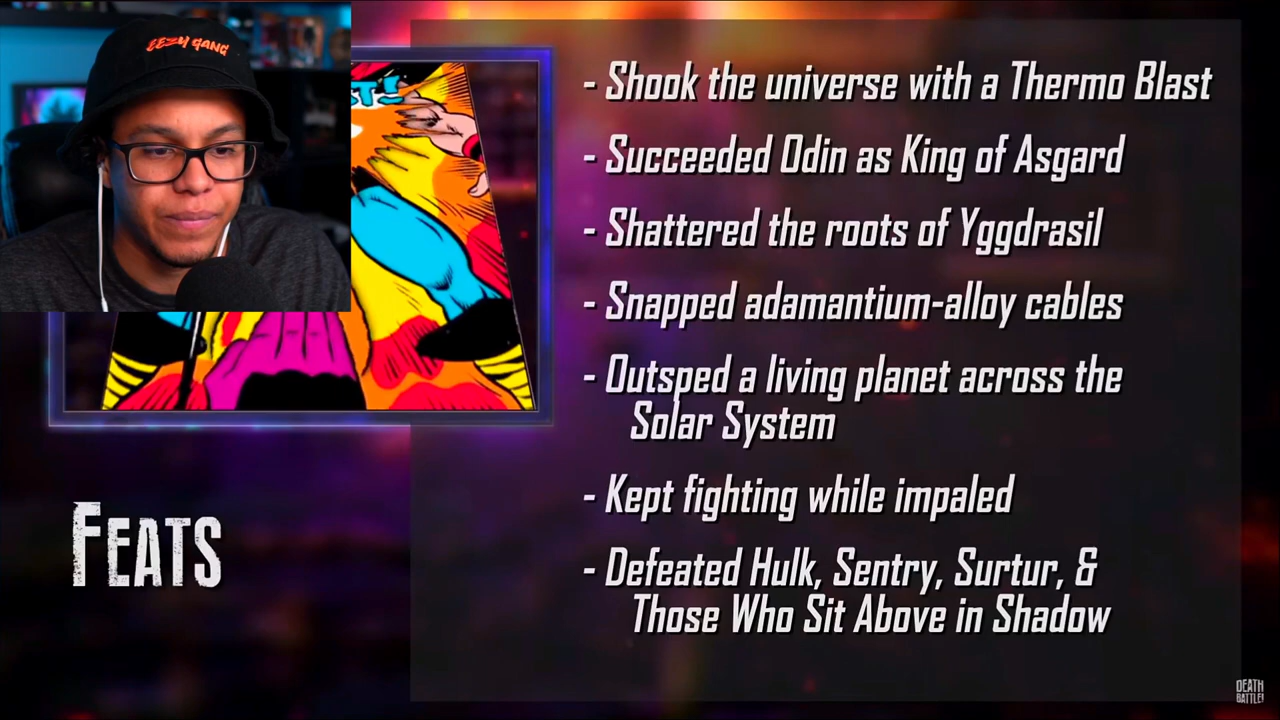 EEZY GANG
- Shook the universe with a Thermo Blast
- Succeeded Odin as King of Asgard
- Shattered the roots of Yggdrasil
- Snapped adamantium-alloy cables
- Outsped a living planet across the
Solar System
- Kept fighting while impaled
- Defeated Hulk, Sentry, Surtur, &
Those Who Sit Above in Shadow
FEATS
DEATH
BATTLE!